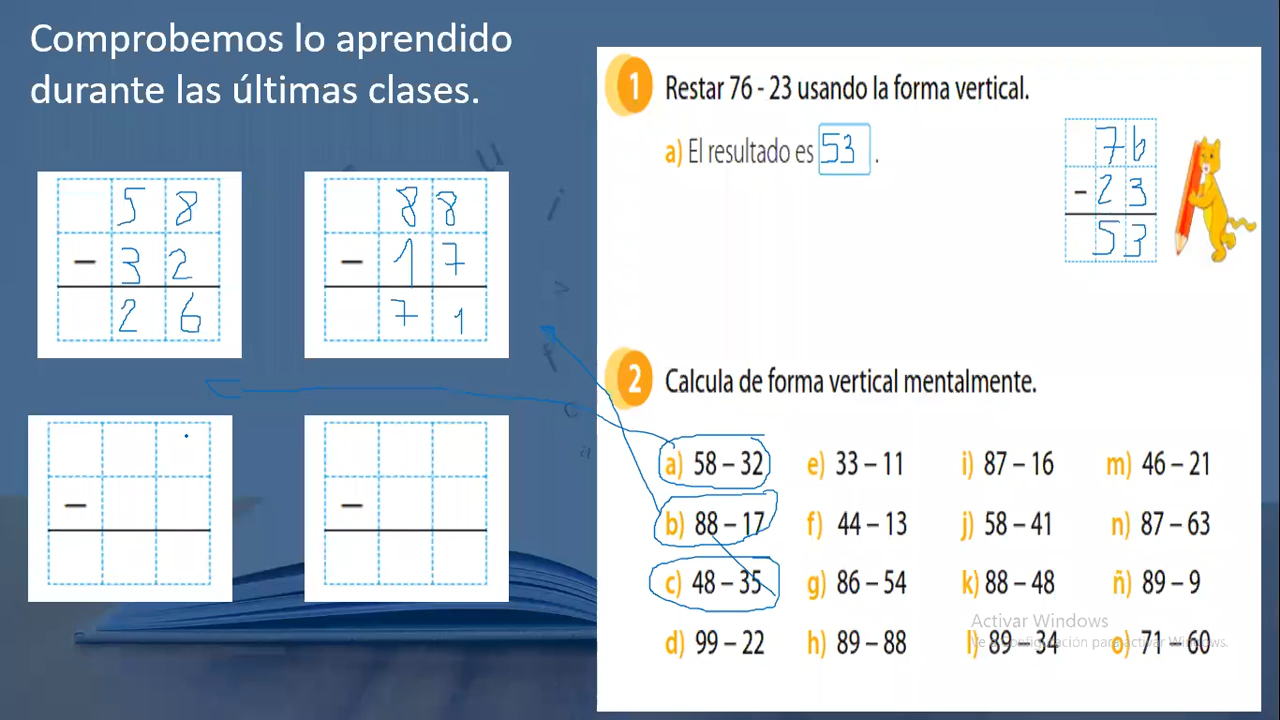 Comprobemos lo aprendido
durante las últimas clases.
5 8
- 3 2
2 6
8 8
- 1 7
7 1
-
-
1 Restar 76 - 23 usando la forma vertical.
a) El resultado es 53 .
7 6
- 2 3
5 3
2 Calcula de forma vertical mentalmente.
a) 58 – 32 e) 33 – 11 i) 87 – 16 m) 46 – 21
b) 88 – 17 f) 44 – 13 j) 58 – 41 n) 87 – 63
c) 48 – 35 g) 86 – 54 k) 88 – 48 ñ) 89 – 9
d) 99 – 22 h) 89 – 88 l) 89 – 34 o) 71 – 60
Activar Windows